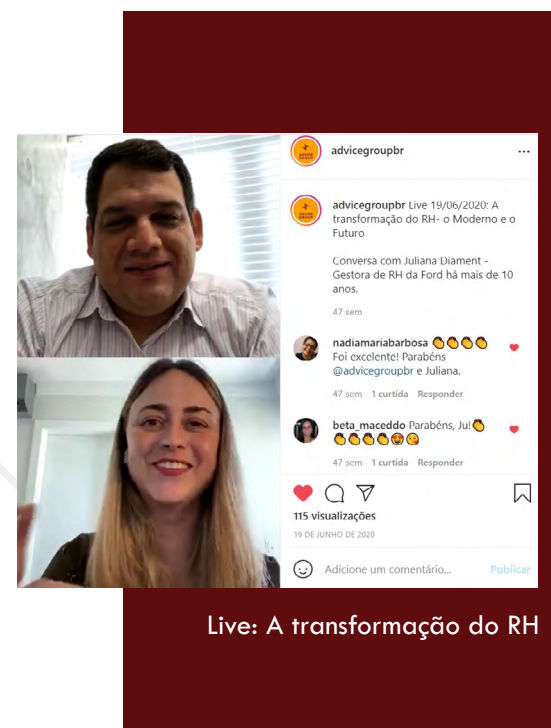 advicegroupbr
advicegroupbr Live 19/06/2020: A
transformação do RH- o Moderno e o
Futuro
Conversa com Juliana Diament -
Gestora de RH da Ford há mais de 10
anos.
47 sem
nadiamariabarbosa 👏👏👏👏
Foi excelente! Parabéns
@advicegroupbr e Juliana.
47 sem 1 curtida Responder
beta_maceddo Parabéns, Ju!👏
👏👏👏👏😍😘
47 sem 1 curtida Responder
115 visualizações
19 DE JUNHO DE 2020
Adicione um comentário... Publicar
Live: A transformação do RH